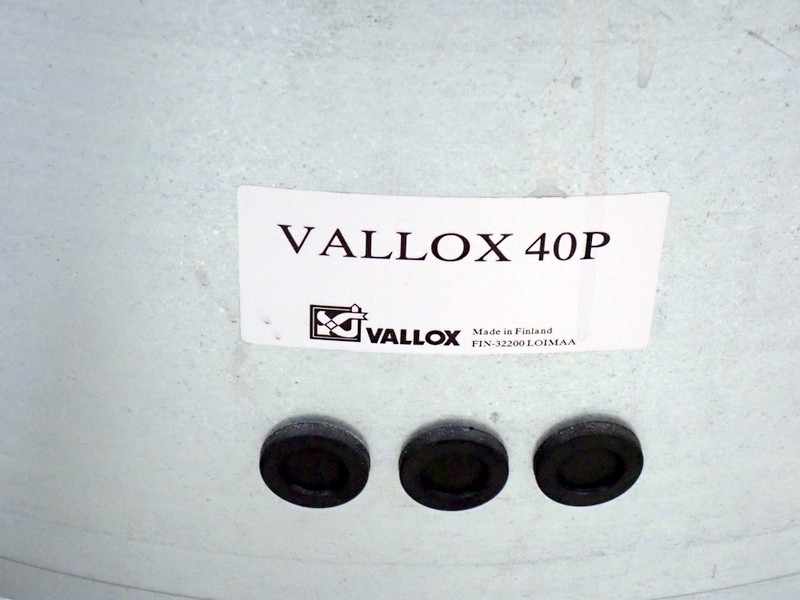 VALLOX 40P
VALLOX
Made in Finland
FIN-32200 LOIMAA